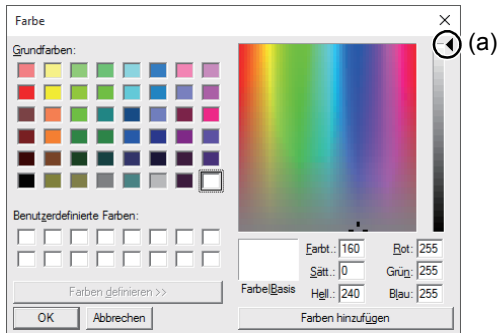 Farbe
(a)
Grundfarben:
Benutzerdefinierte Farben:
Farben definieren >>
OK
Abbrechen
Farbe|Basis
Farbt.: 160
Sätt.: 0
Hell.: 240
Rot: 255
Grün: 255
Blau: 255
Farben hinzufügen